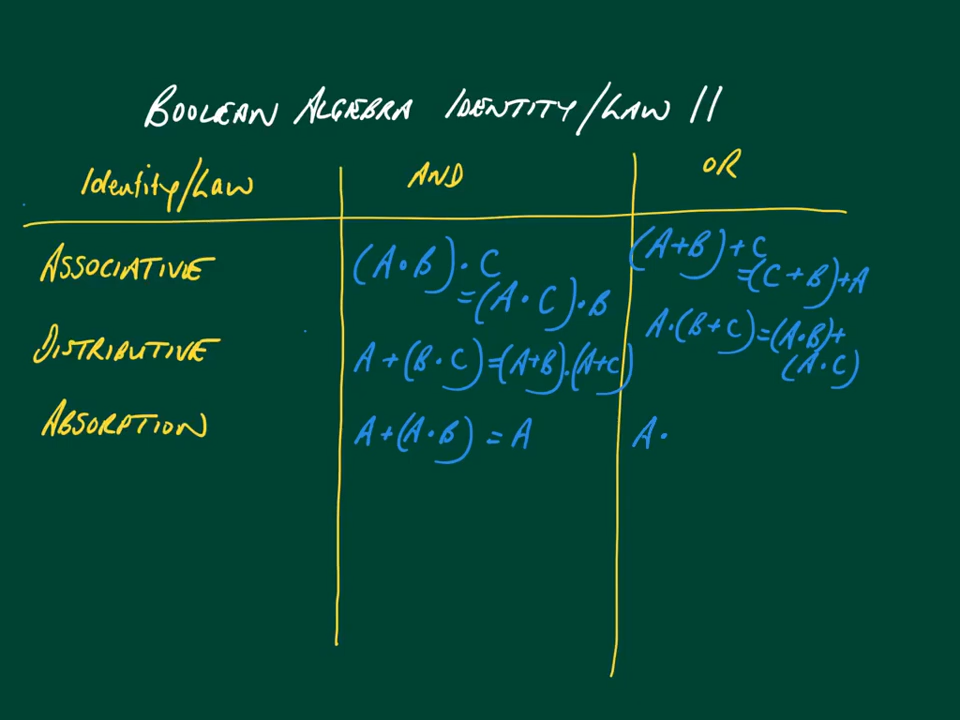 BOOLEAN ALGEBRA IDENTITY/LAW II
Identity/Law AND OR
ASSOCIATIVE (A•B)•C (A+B)+C
=(A•C)•B =(C+B)+A
DISTRIBUTIVE A+(B•C)=(A+B).(A+C) A•(B+C)=(A•B)+
(A•C)
ABSORPTION A+(A•B)=A A•